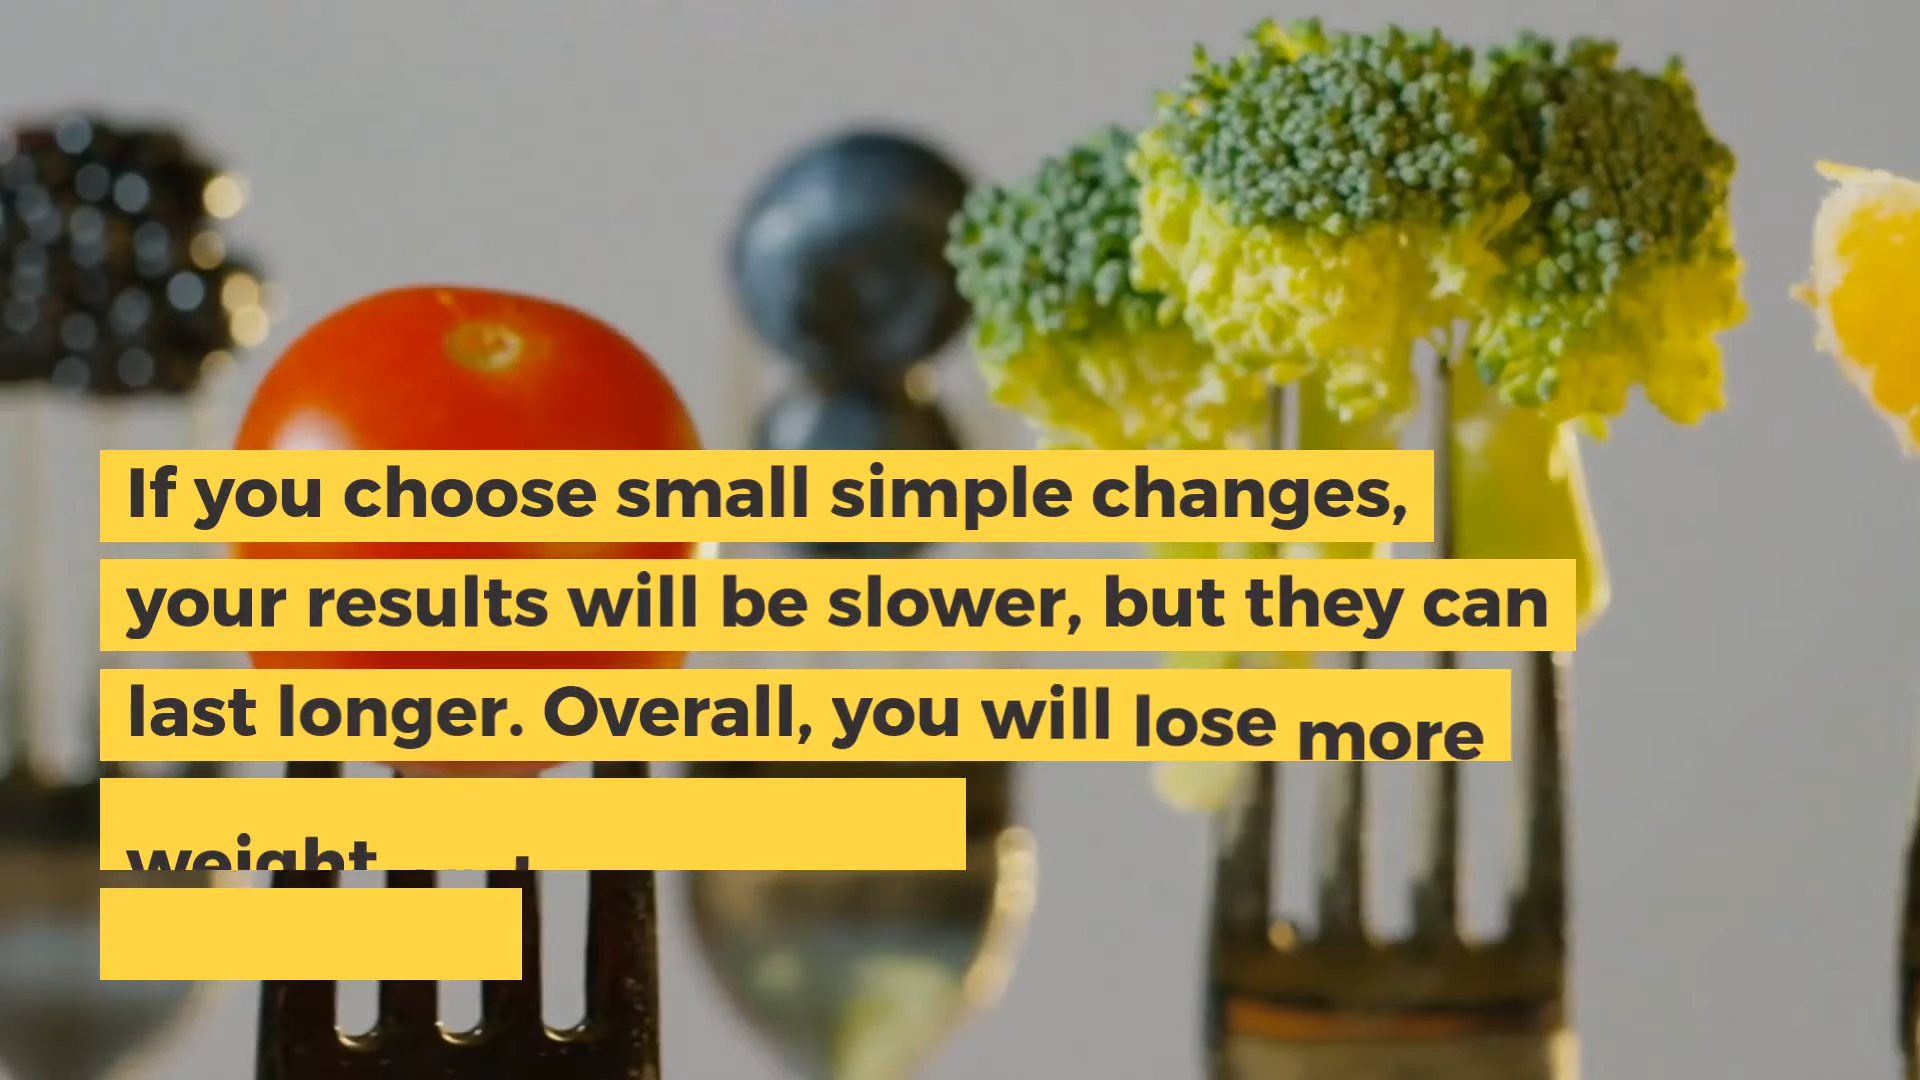 If you choose small simple changes,
your results will be slower, but they can
last longer. Overall, you will lose more
weight